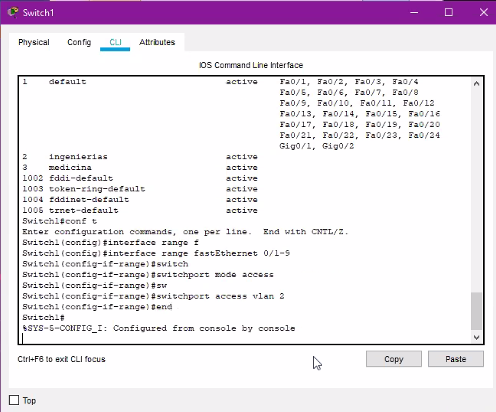 Switch1
Physical Config CLI Attributes
IOS Command Line Interface
1 default active Fa0/1, Fa0/2, Fa0/3, Fa0/4
Fa0/5, Fa0/6, Fa0/7, Fa0/8
Fa0/9, Fa0/10, Fa0/11, Fa0/12
Fa0/13, Fa0/14, Fa0/15, Fa0/16
Fa0/17, Fa0/18, Fa0/19, Fa0/20
Fa0/21, Fa0/22, Fa0/23, Fa0/24
Gig0/1, Gig0/2
2 ingenierias active
3 medicina active
1002 fddi-default active
1003 token-ring-default active
1004 fddinet-default active
1005 trnet-default active
Switch1#conf t
Enter configuration commands, one per line. End with CNTL/Z.
Switch1(config)#interface range f
Switch1(config)#interface range fastEthernet 0/1-9
Switch1(config-if-range)#switch
Switch1(config-if-range)#switchport mode access
Switch1(config-if-range)#sw
Switch1(config-if-range)#switchport access vlan 2
Switch1(config-if-range)#end
Switch1#
%SYS-5-CONFIG_I: Configured from console by console
Ctrl+F6 to exit CLI focus
Copy Paste
Top